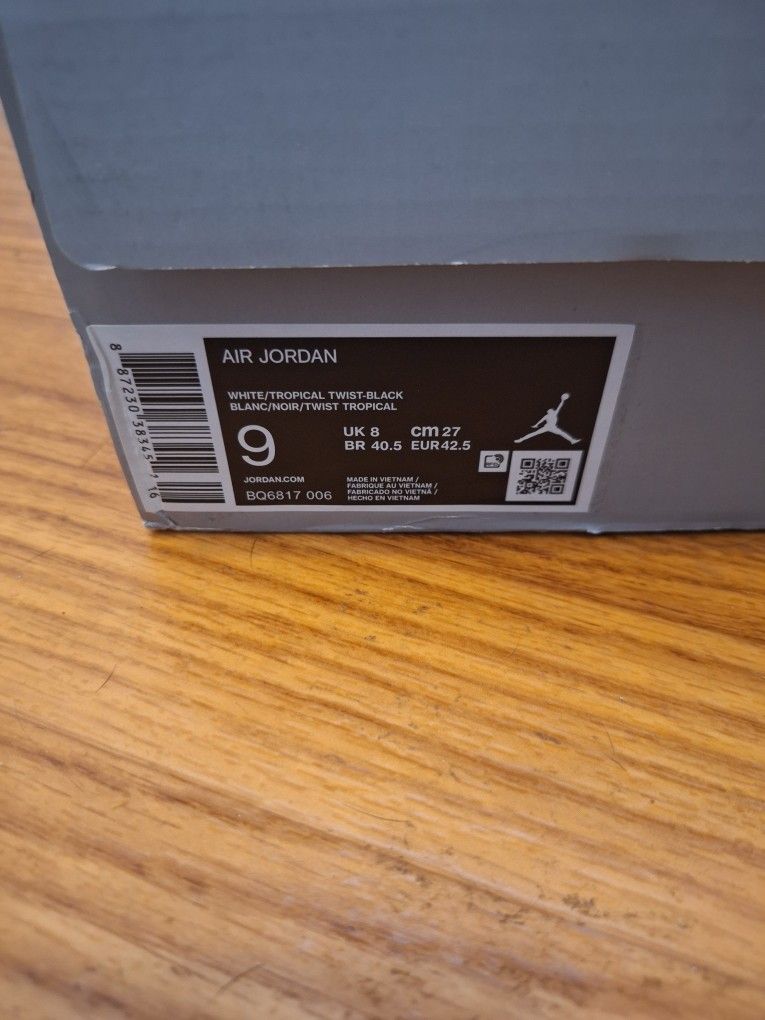 AIR JORDAN
WHITE/TROPICAL TWIST-BLACK
BLANC/NOIR/TWIST TROPICAL
9
UK 8 cm 27
BR 40.5 EUR 42.5
JORDAN.COM
BQ6817 006
MADE IN VIETNAM /
FABRIQUE AU VIETNAM /
FABRICADO NO VIETNÃ /
HECHO EN VIETNAM